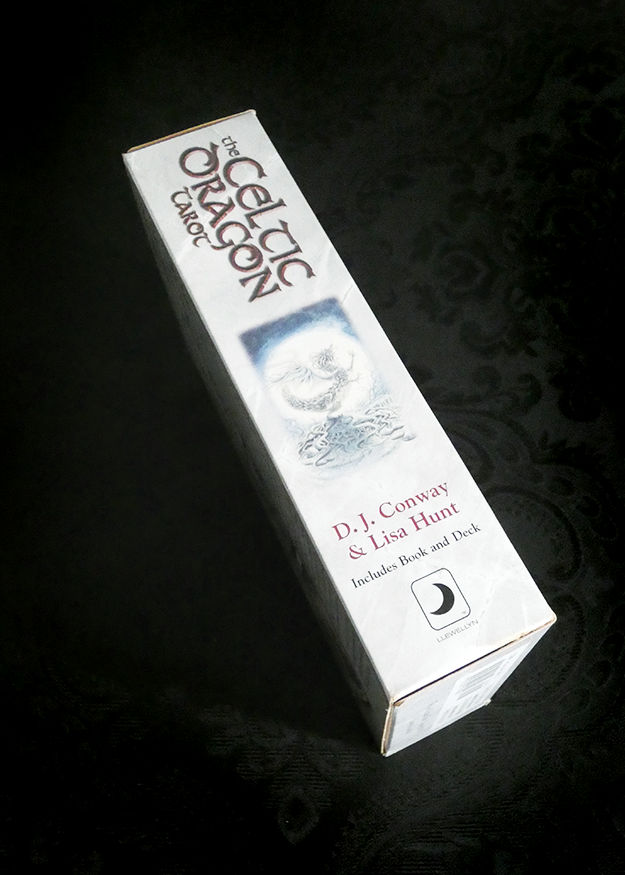 the CELTIC
DRAGON
TAROT
D. J. Conway
& Lisa Hunt
Includes Book and Deck
LLEWELLYN